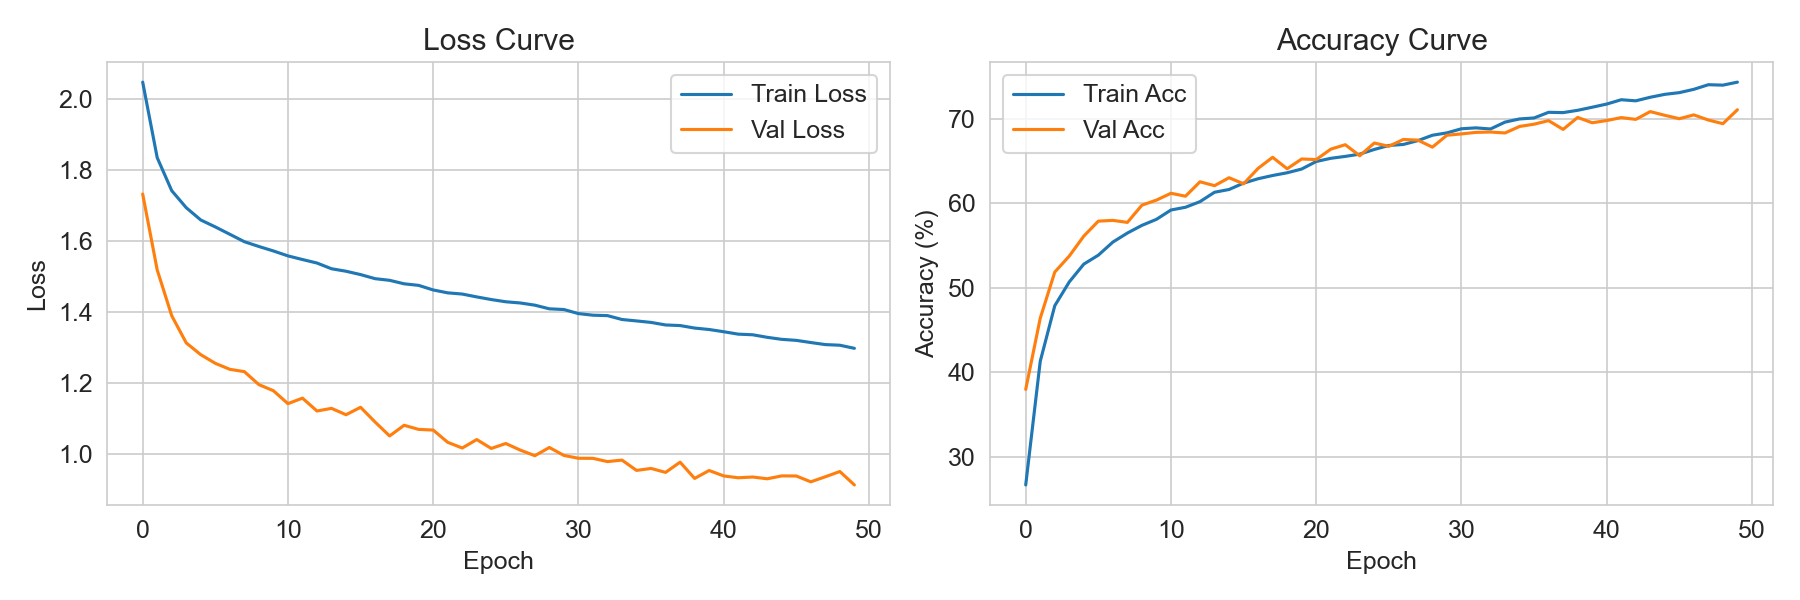 Loss Curve
2.0
1.8
1.6
1.4
1.2
1.0
Loss
Train Loss
Val Loss
0
10
20
30
40
50
Epoch
Accuracy Curve
70
60
50
40
30
Accuracy (%)
Train Acc
Val Acc
0
10
20
30
40
50
Epoch